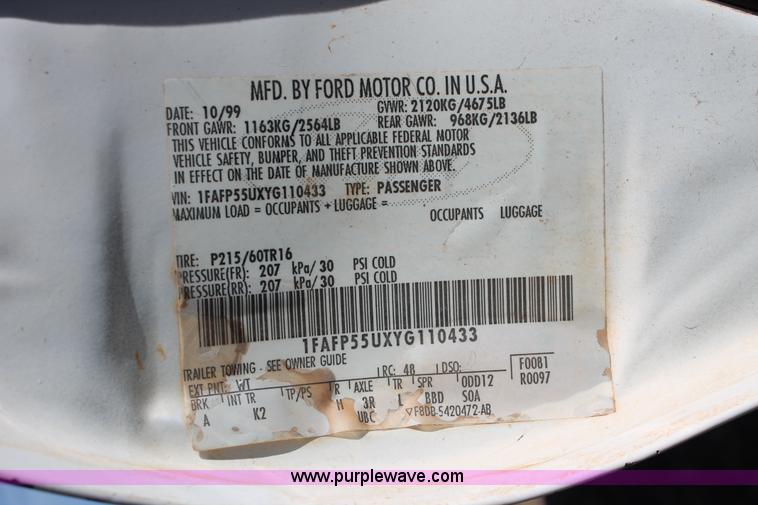 MFD. BY FORD MOTOR CO. IN U.S.A.
DATE: 10/99 GVWR: 2120KG/4675LB
FRONT GAWR: 1163KG/2564LB REAR GAWR: 968KG/2136LB
THIS VEHICLE CONFORMS TO ALL APPLICABLE FEDERAL MOTOR
VEHICLE SAFETY, BUMPER, AND THEFT PREVENTION STANDARDS
IN EFFECT ON THE DATE OF MANUFACTURE SHOWN ABOVE.
VIN: 1FAFP55UXYG110433 TYPE: PASSENGER
MAXIMUM LOAD = OCCUPANTS + LUGGAGE = OCCUPANTS LUGGAGE
TIRE: P215/60TR16
PRESSURE(FR): 207 kPa/30 PSI COLD
PRESSURE(RR): 207 kPa/30 PSI COLD
1FAFP55UXYG110433
TRAILER TOWING - SEE OWNER GUIDE
EXT PNT: WT RC: 48 DSO: F0081
BRK INT TR TP/PS R AXLE TR SPR ODD12 R0097
A K2 H 3R L BBD SOA
UBC ▽F8DB-5420472-AB
www.purplewave.com